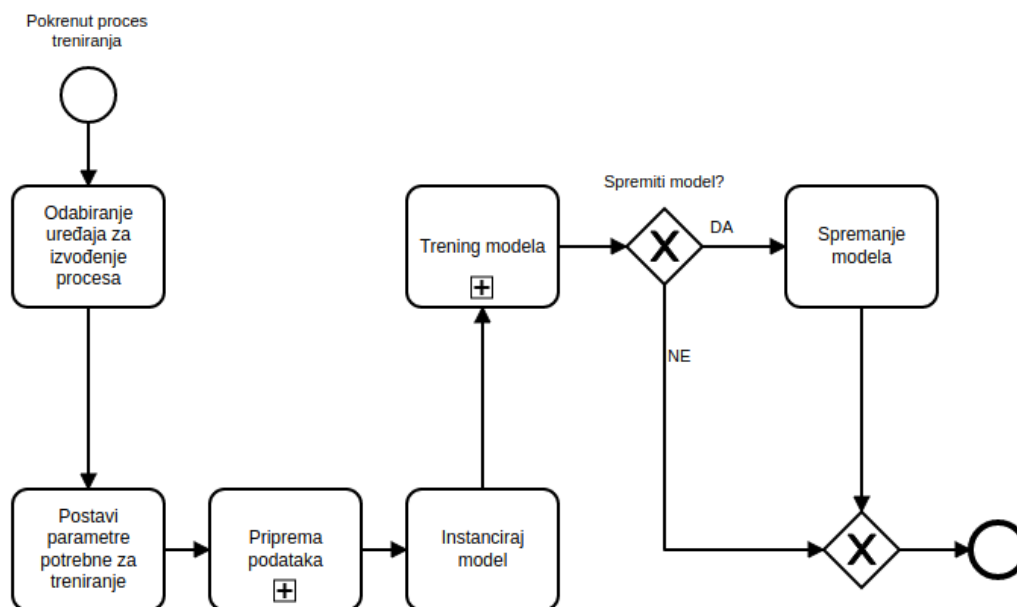 Pokrenut proces
treniranja
Odabiranje
uređaja za
izvođenje
procesa
Postavi
parametre
potrebne za
treniranje
Priprema
podataka
Instanciraj
model
Trening modela
Spremiti model?
DA
NE
Spremanje
modela